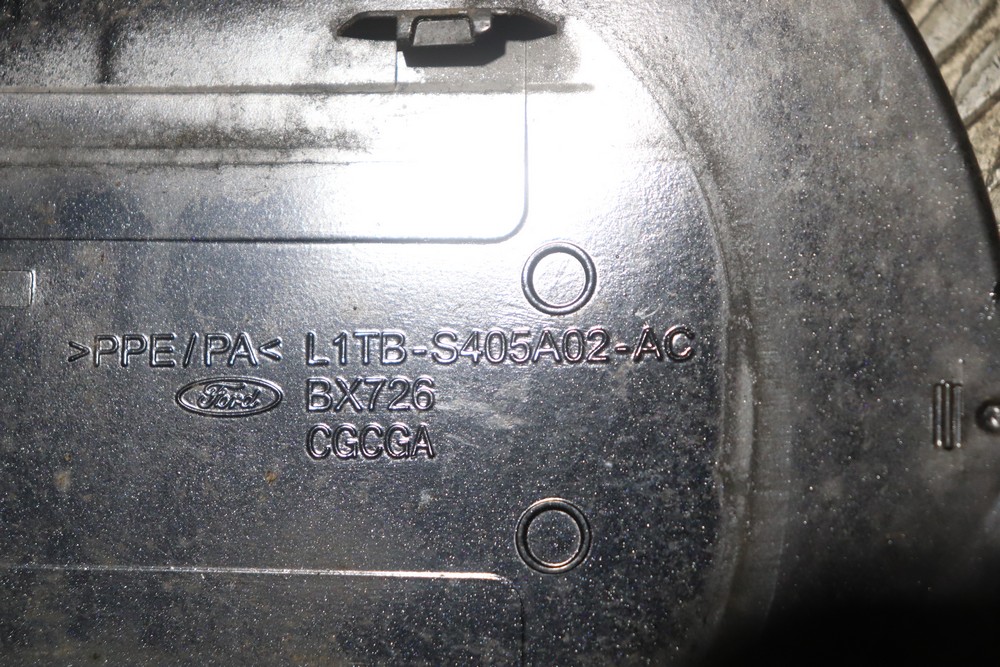 >PPE/PA< L1TB-S405A02-AC
Ford BX726
CGCGA